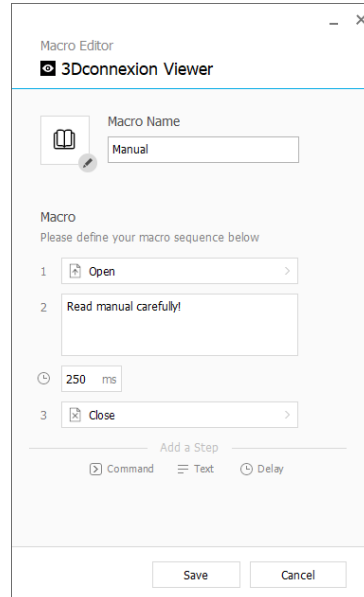 Macro Editor
3Dconnexion Viewer
Macro Name
Manual
Macro
Please define your macro sequence below
1 Open
2 Read manual carefully!
250 ms
3 Close
Add a Step
Command Text Delay
Save Cancel